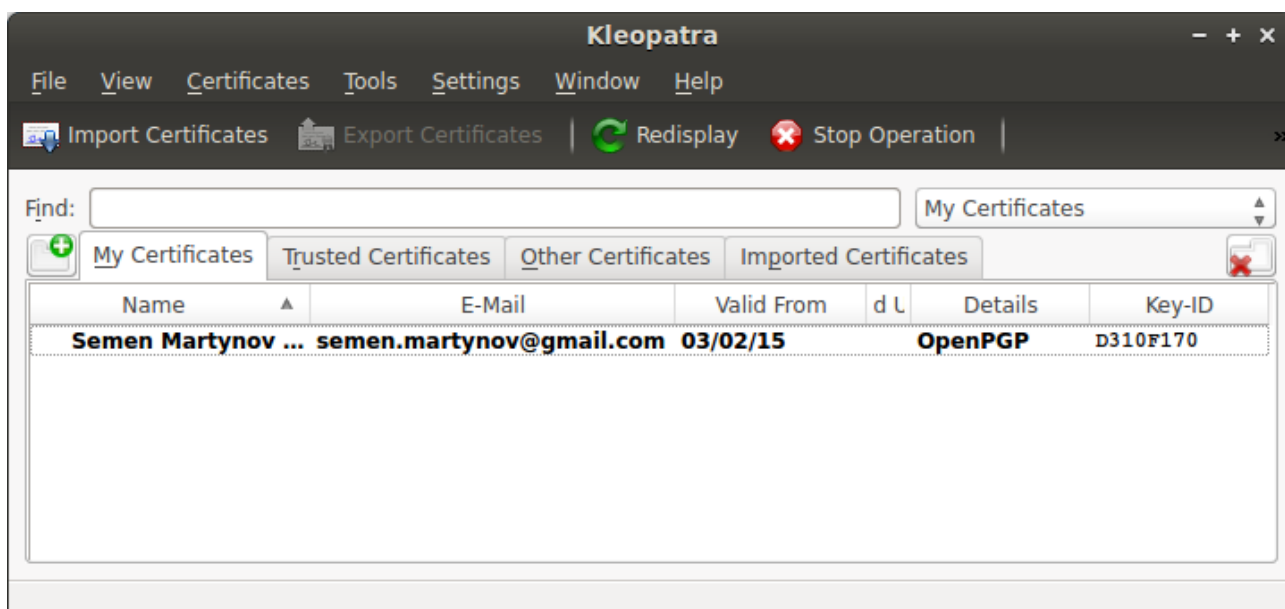 Kleopatra
File View Certificates Tools Settings Window Help
Import Certificates Export Certificates Redisplay Stop Operation »
Find: My Certificates
My Certificates Trusted Certificates Other Certificates Imported Certificates
Name E-Mail Valid From d U Details Key-ID
Semen Martynov ... semen.martynov@gmail.com 03/02/15 OpenPGP D310F170